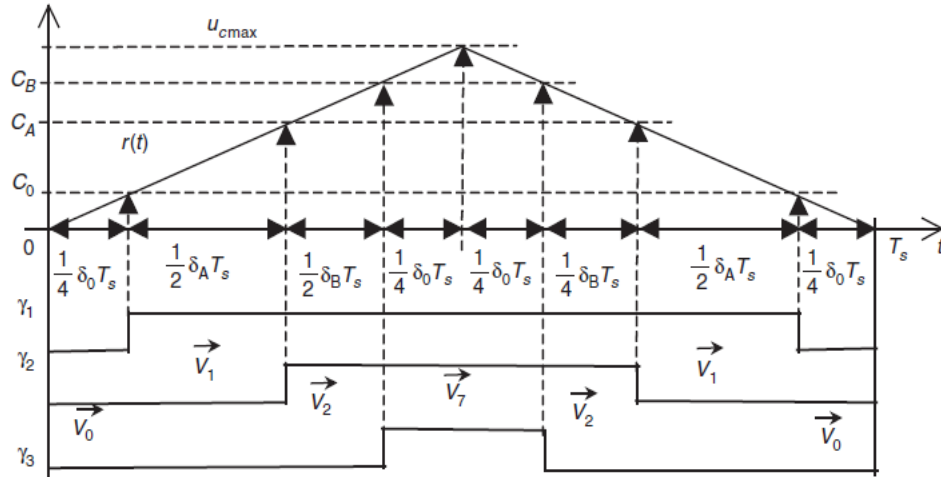 u_cmax
C_B
C_A
r(t)
C_0
0 T_s t
1/4 δ_0 T_s 1/2 δ_A T_s 1/2 δ_B T_s 1/4 δ_0 T_s 1/4 δ_0 T_s 1/4 δ_B T_s 1/2 δ_A T_s 1/4 δ_0 T_s
γ_1
γ_2 V_1 V_7 V_1
V_0 V_2 V_2 V_0
γ_3